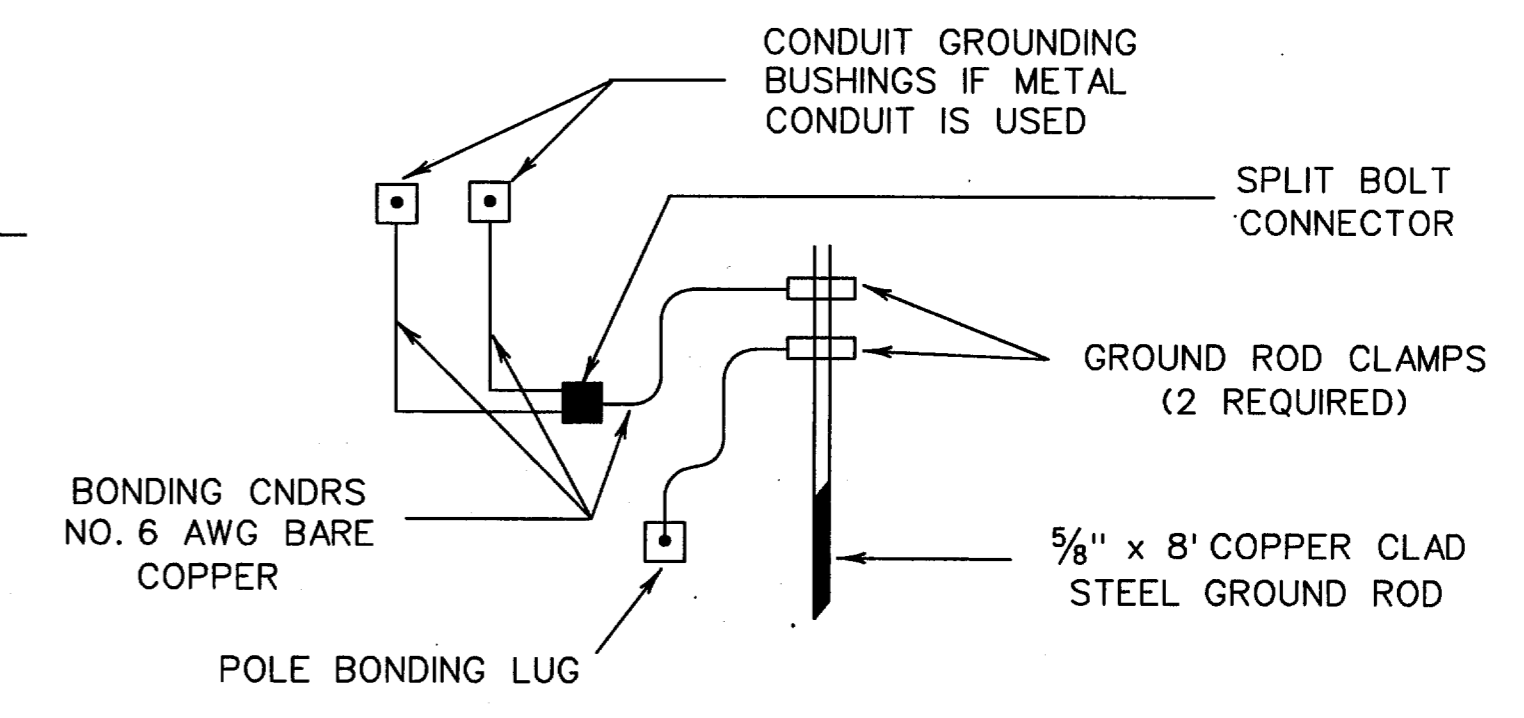 CONDUIT GROUNDING
BUSHINGS IF METAL
CONDUIT IS USED
SPLIT BOLT
CONNECTOR
GROUND ROD CLAMPS
(2 REQUIRED)
BONDING CNDRS
NO. 6 AWG BARE
COPPER
5/8" x 8' COPPER CLAD
STEEL GROUND ROD
POLE BONDING LUG